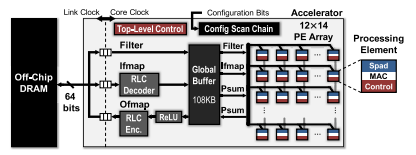 Link Clock
Core Clock
Configuration Bits
Accelerator
Top-Level Control
Config Scan Chain
12×14
PE Array
Processing
Element
Filter
Filter
Off-Chip
DRAM
64
bits
Ifmap
RLC
Decoder
Ofmap
RLC
Enc.
ReLU
Global
Buffer
108KB
Ifmap
Psum
Psum
Spad
MAC
Control
...
...
...
...